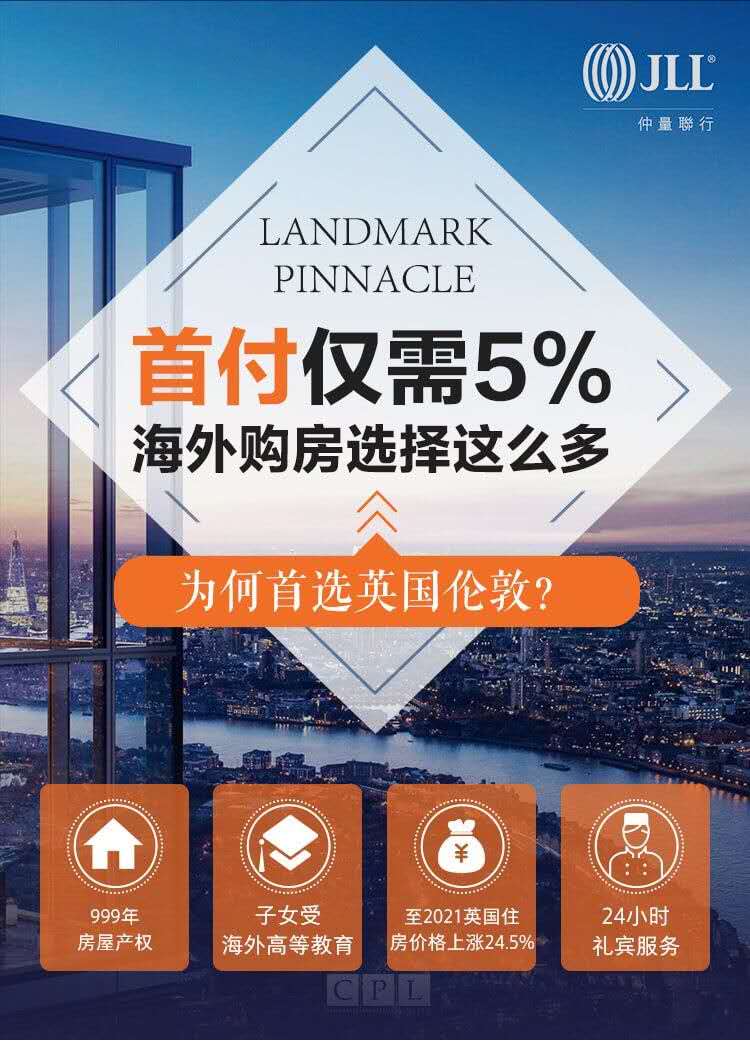 JLL®
仲量聯行
LANDMARK
PINNACLE
首付仅需5%
海外购房选择这么多
为何首选英国伦敦?
999年
房屋产权
子女受
海外高等教育
¥
至2021英国住
房价格上涨24.5%
24小时
礼宾服务
CPL